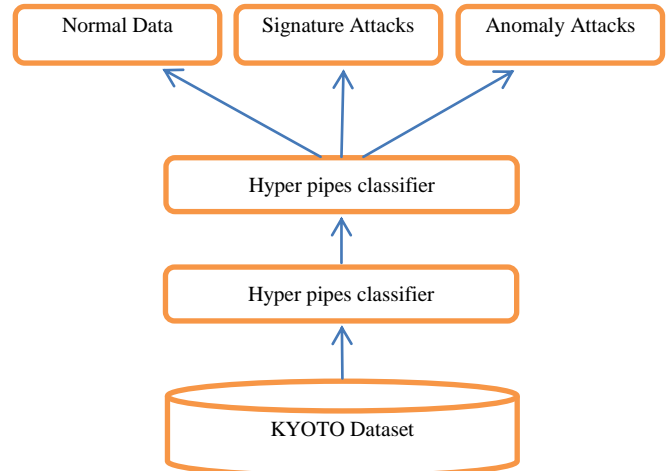 Normal Data
Signature Attacks
Anomaly Attacks
Hyper pipes classifier
Hyper pipes classifier
KYOTO Dataset